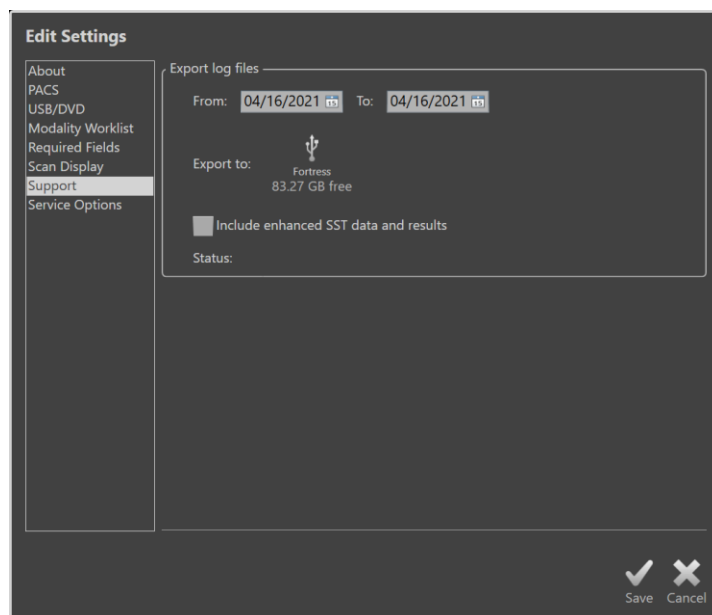 Edit Settings
About
PACS
USB/DVD
Modality Worklist
Required Fields
Scan Display
Support
Service Options
Export log files
From: 04/16/2021 15 To: 04/16/2021 15
Export to:
Fortress
83.27 GB free
Include enhanced SST data and results
Status:
Save Cancel